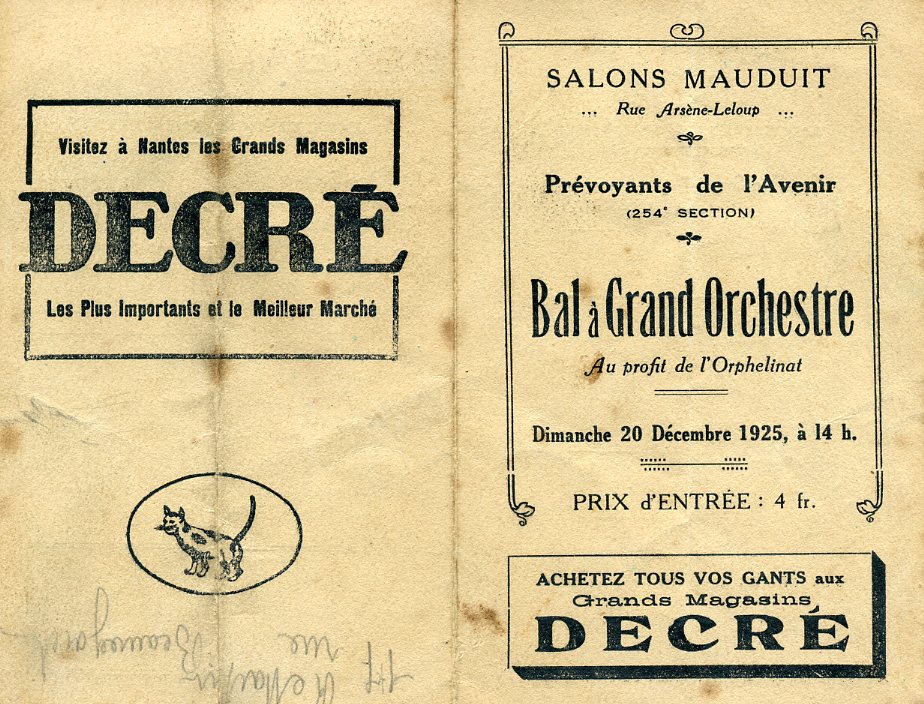 Visitez à Nantes les Grands Magasins
DECRÉ
Les Plus Importants et le Meilleur Marché
rue
Beauregard
SALONS MAUDUIT
... Rue Arsène-Leloup ...
Prévoyants de l'Avenir
(254e SECTION)
Bal à Grand Orchestre
Au profit de l'Orphelinat
Dimanche 20 Décembre 1925, à 14 h.
PRIX d'ENTRÉE : 4 fr.
ACHETEZ TOUS VOS GANTS aux
Grands Magasins
DECRÉ